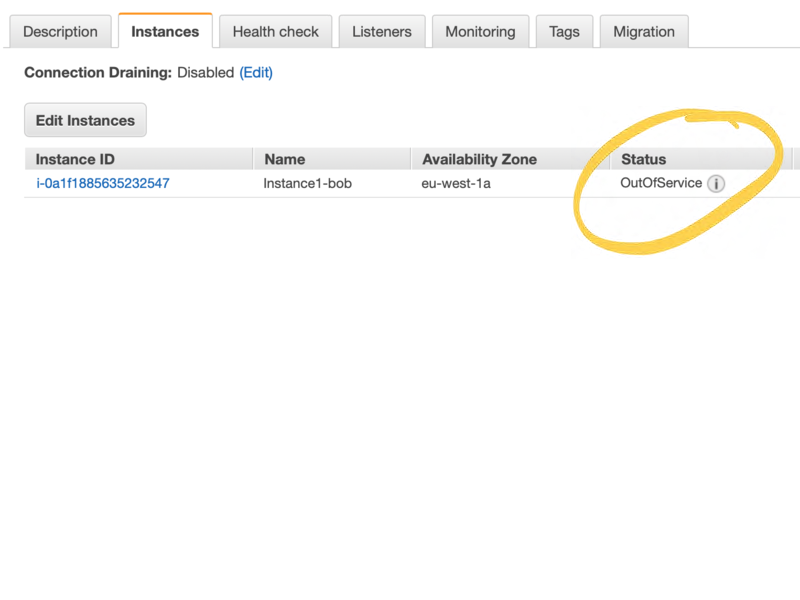 Description Instances Health check Listeners Monitoring Tags Migration
Connection Draining: Disabled (Edit)
Edit Instances
Instance ID Name Availability Zone Status
i-0a1f1885635232547 Instance1-bob eu-west-1a OutOfService i